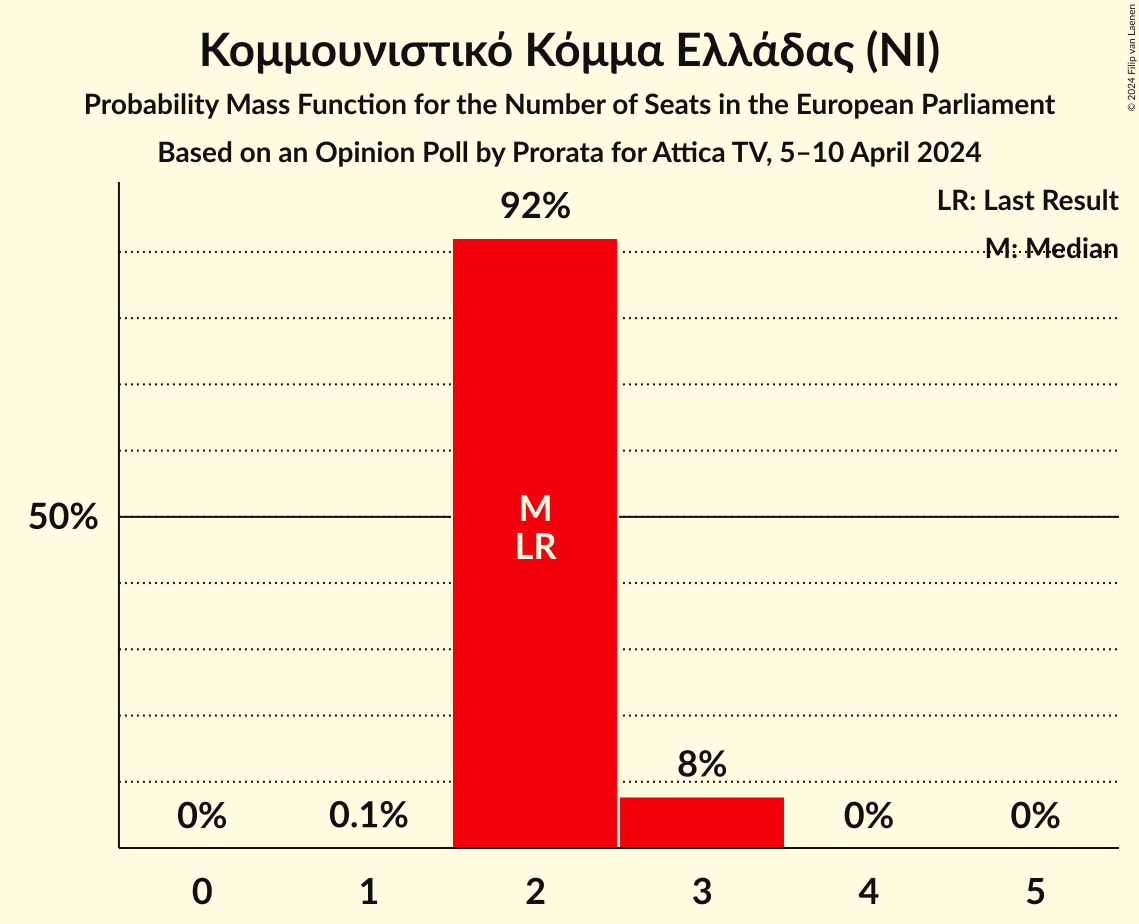 Κομμουνιστικό Κόμμα Ελλάδας (NI)
Probability Mass Function for the Number of Seats in the European Parliament
Based on an Opinion Poll by Prorata for Attica TV, 5–10 April 2024
© 2024 Filip van Laenen
LR: Last Result
M: Median
92%
50%
M
LR
8%
0%
0.1%
0%
0%
0
1
2
3
4
5